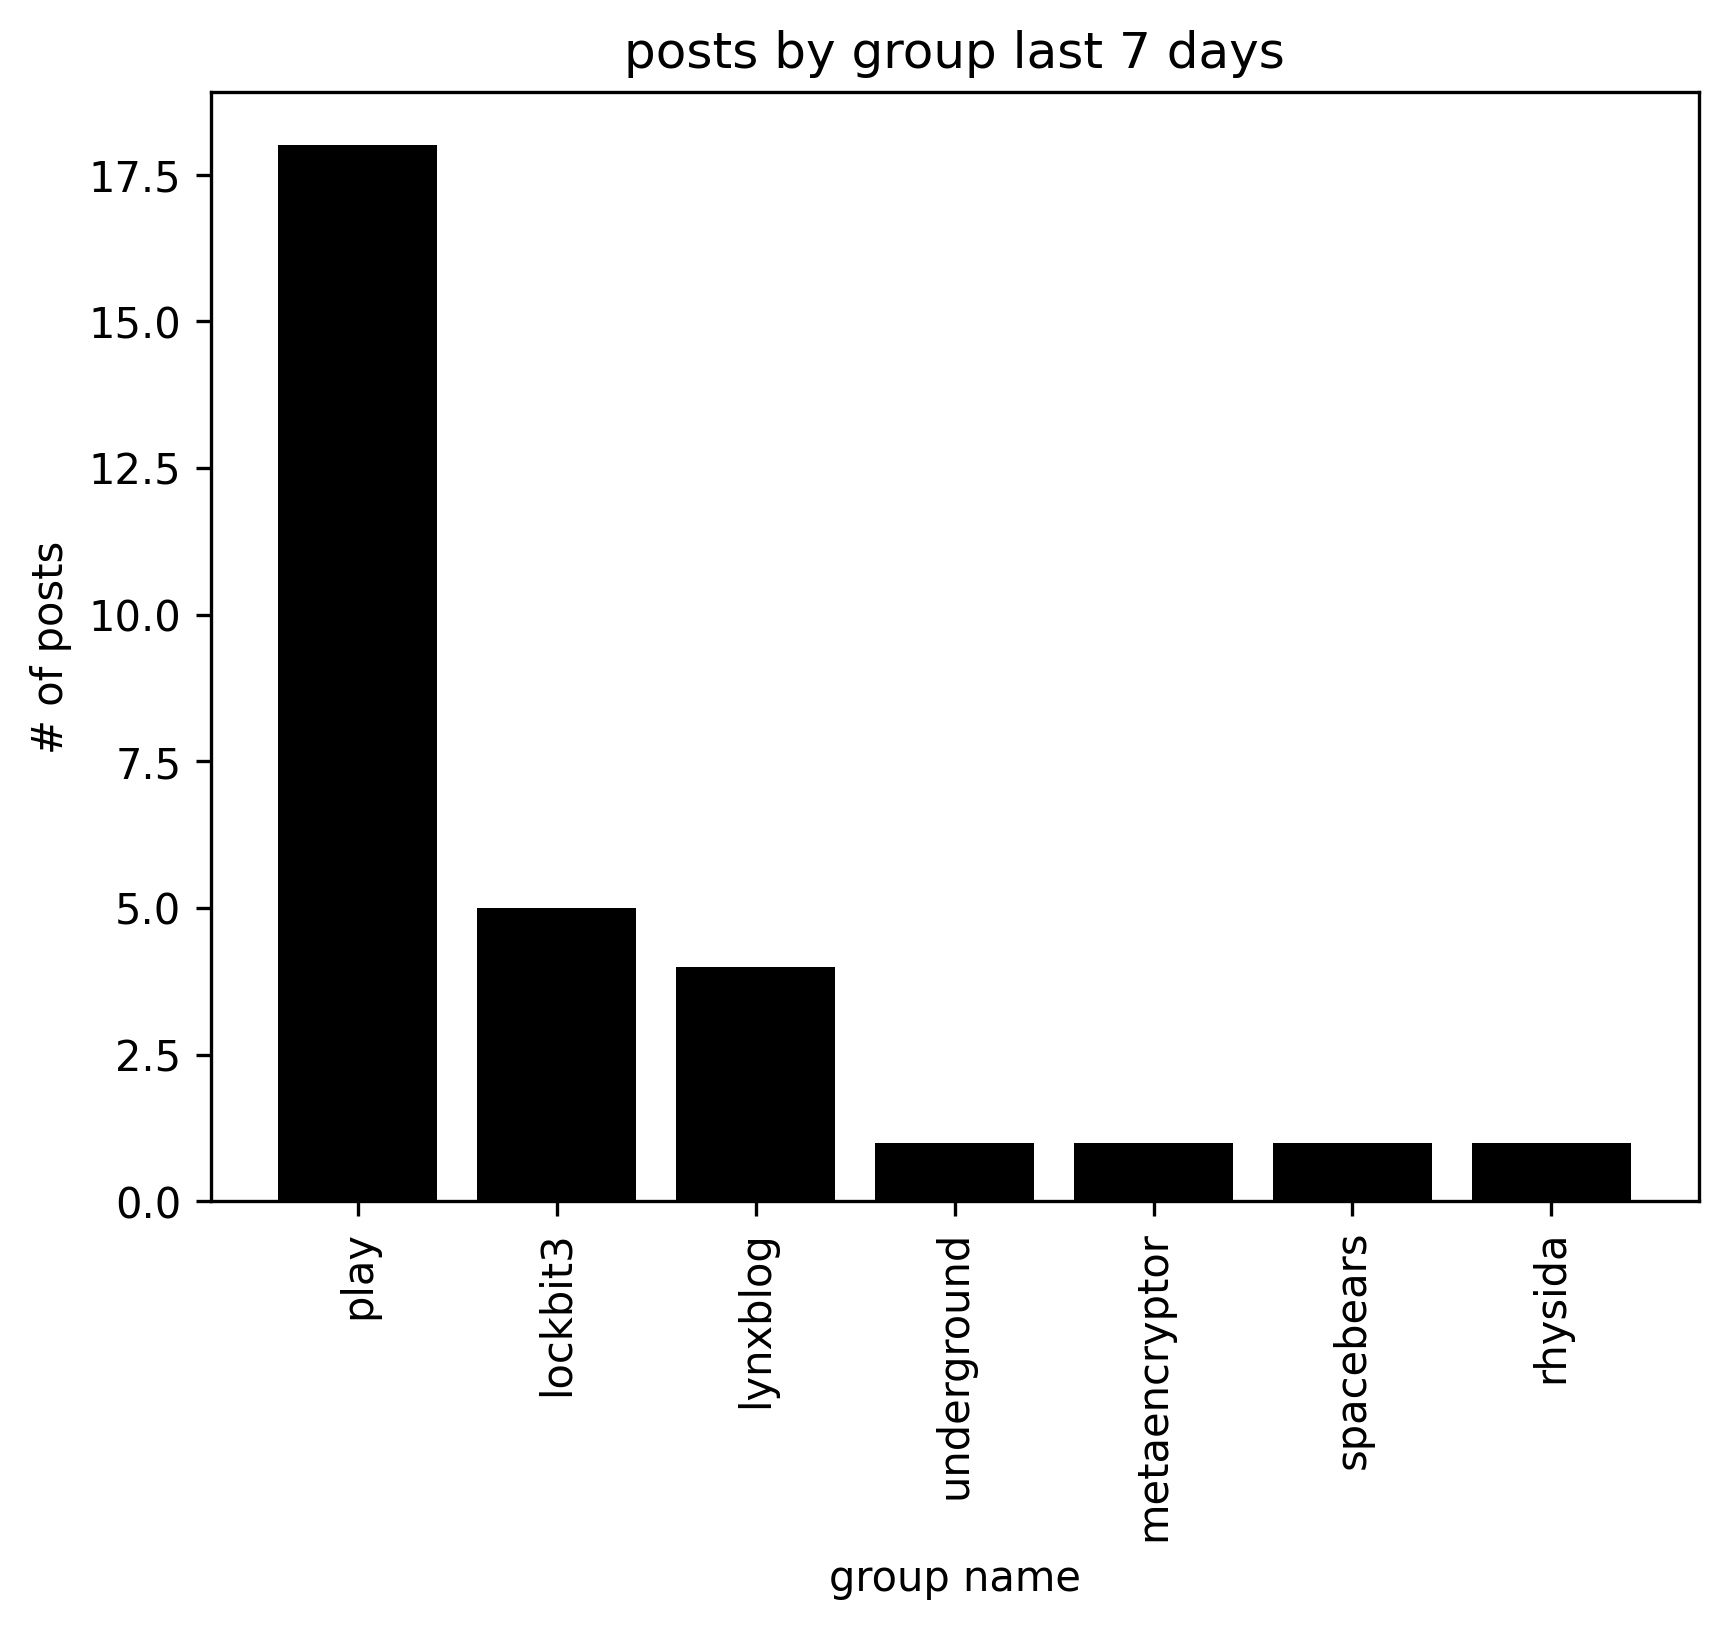 posts by group last 7 days
# of posts
17.5
15.0
12.5
10.0
7.5
5.0
2.5
0.0
play
lockbit3
lynxblog
underground
metaencryptor
spacebears
rhysida
group name